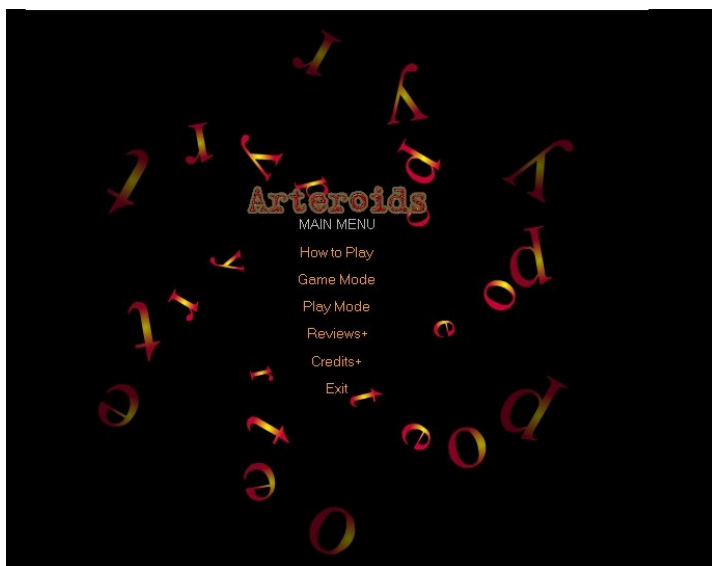 Arteroids
MAIN MENU
How to Play
Game Mode
Play Mode
Reviews+
Credits+
Exit
r
y
r
y
p
t
y
p
o
y
p
o
r
t
e
r
e
t
p
t
e
o
e
o